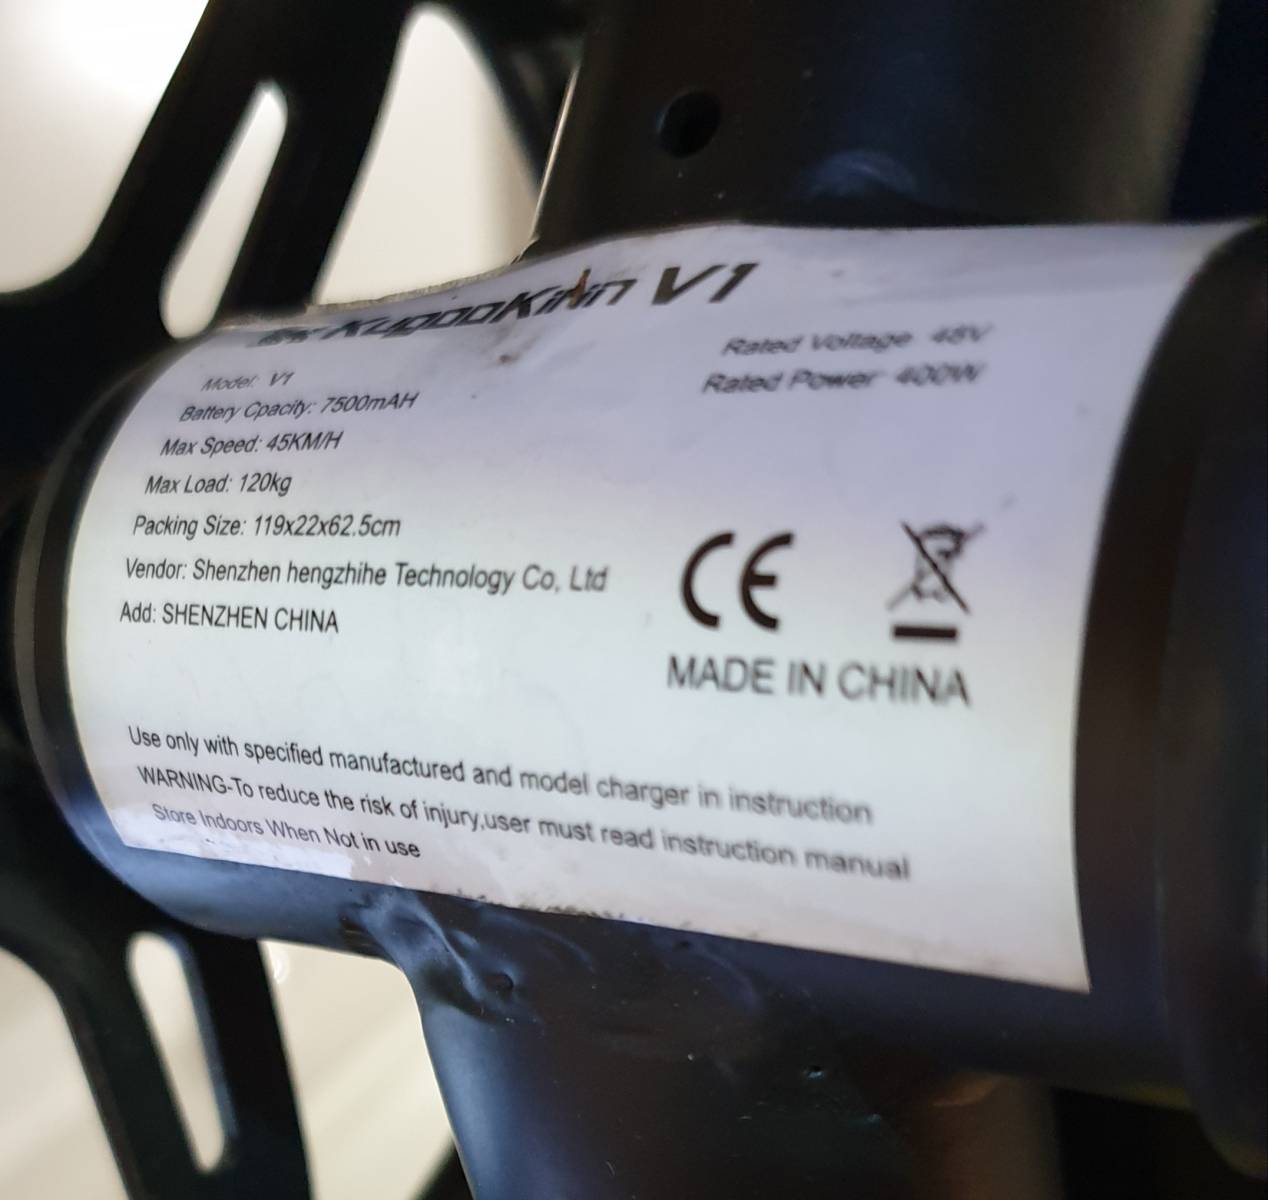 KugooKirin V1
Model: V1
Battery Cpacity: 7500mAH
Max Speed: 45KM/H
Max Load: 120kg
Packing Size: 119x22x62.5cm
Vendor: Shenzhen hengzhihe Technology Co, Ltd
Add: SHENZHEN CHINA
Rated Voltage 48V
Rated Power 400W
CE
MADE IN CHINA
Use only with specified manufactured and model charger in instruction
WARNING-To reduce the risk of injury,user must read instruction manual
Store Indoors When Not in use